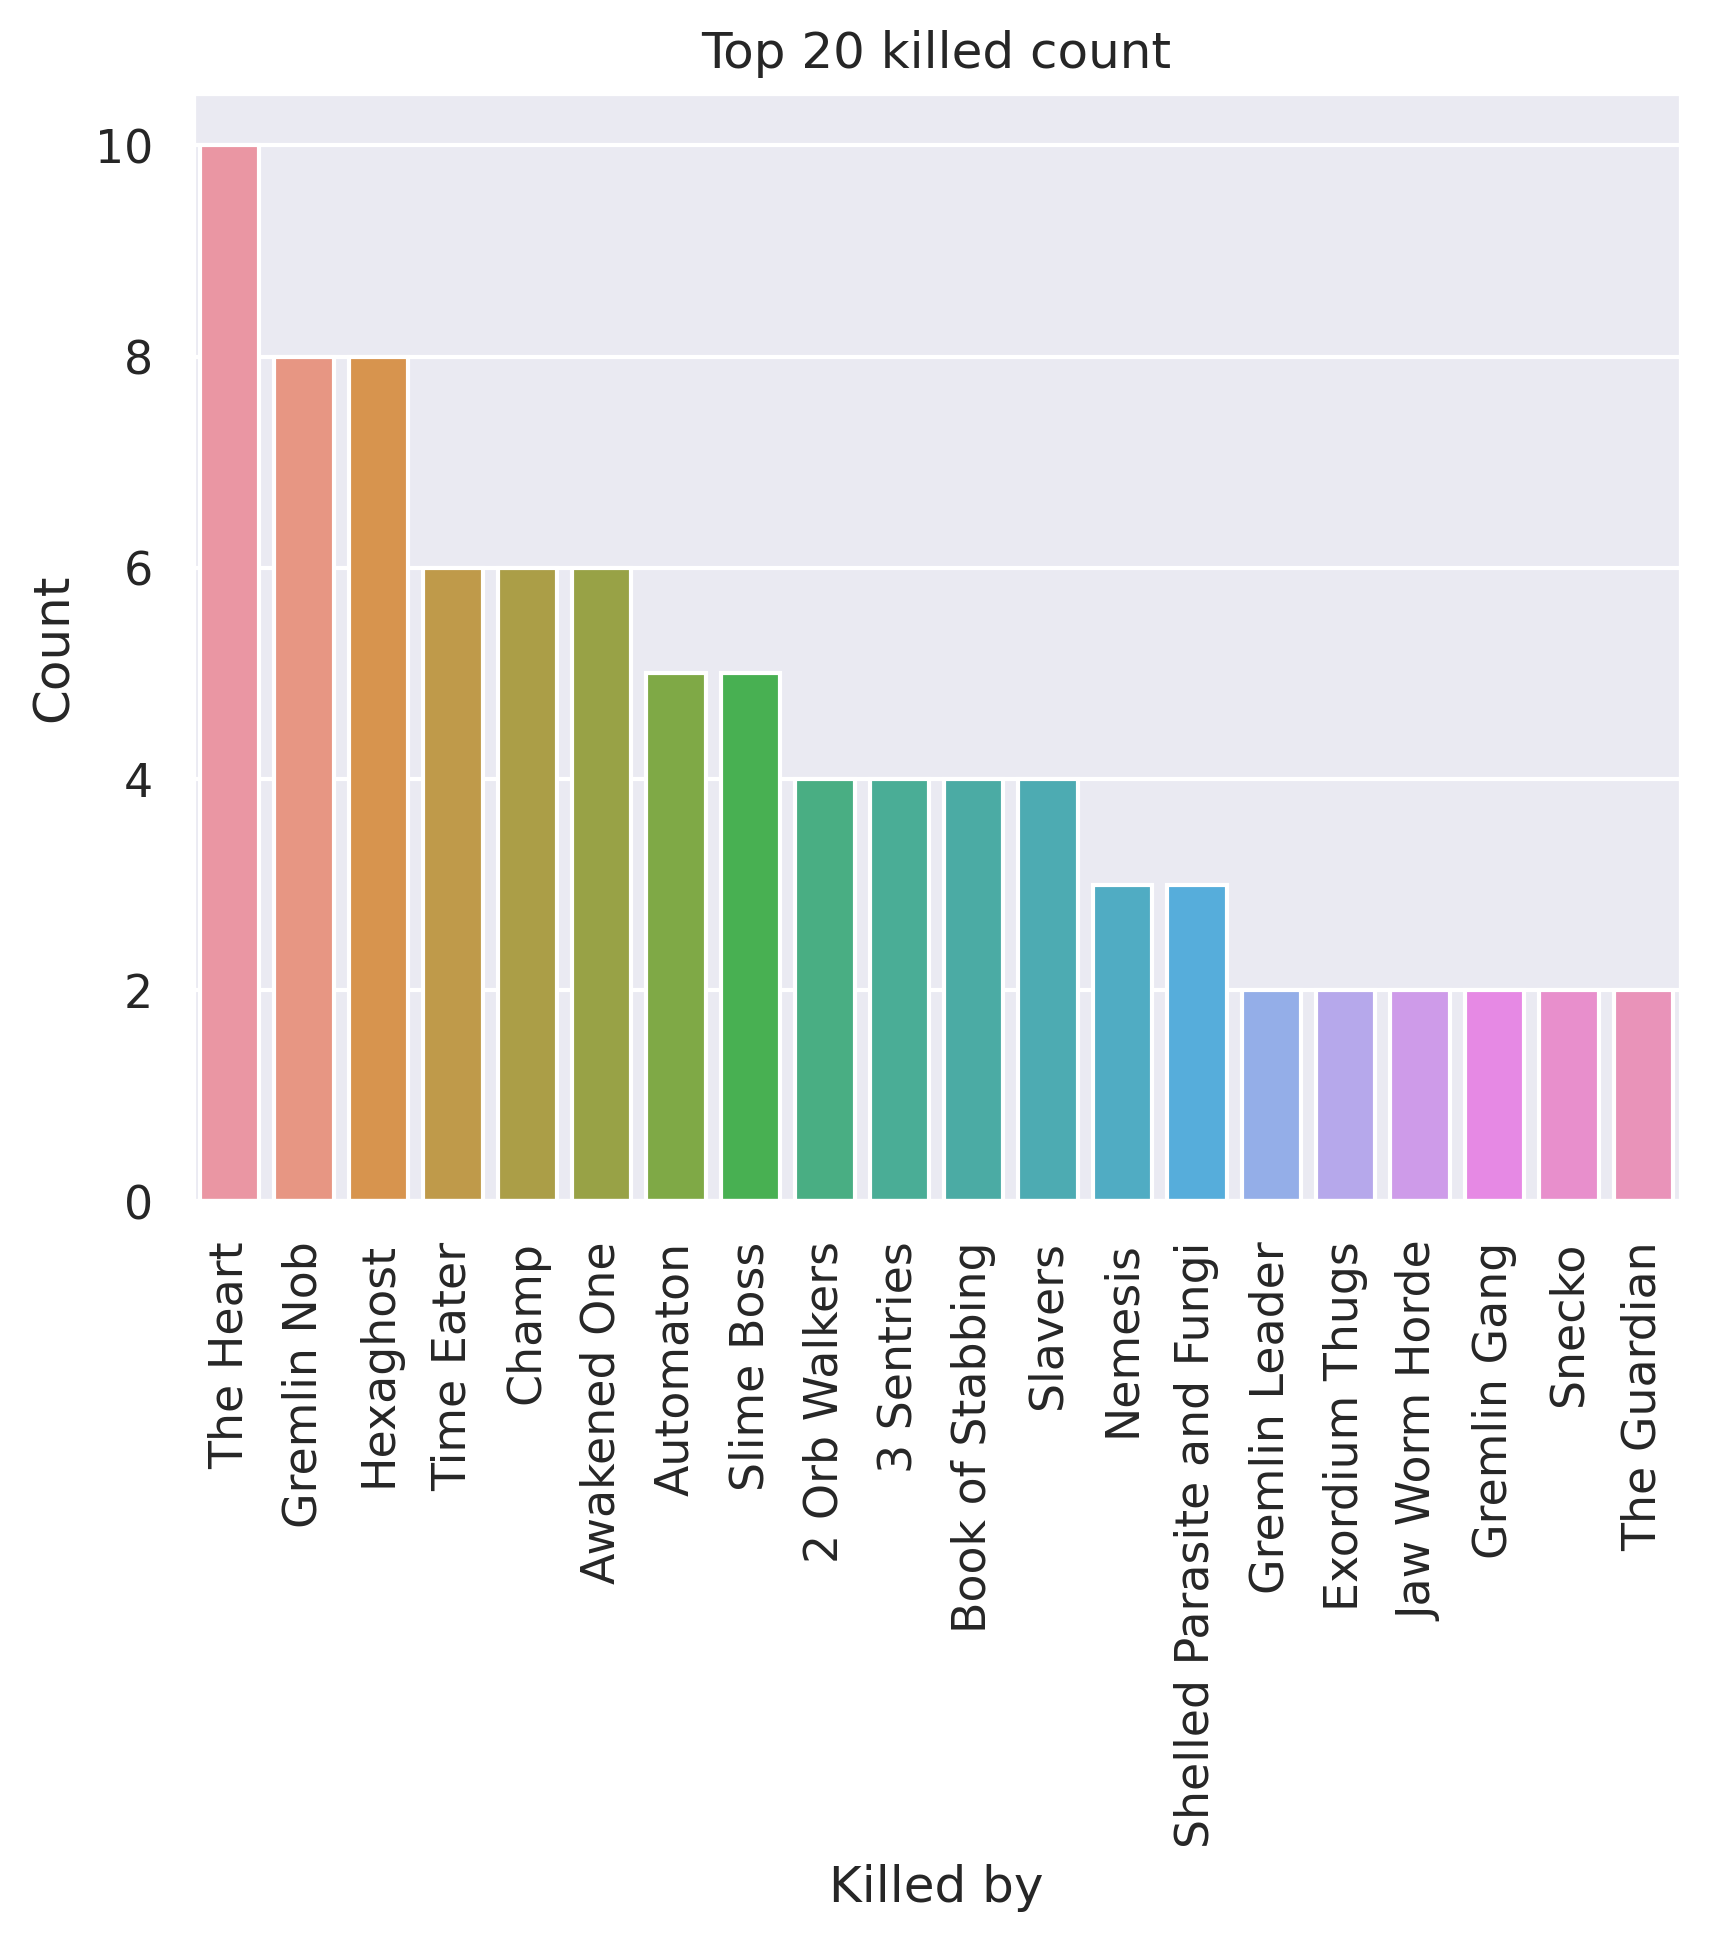 Top 20 killed count
Count
10
8
6
4
2
0
The Heart
Gremlin Nob
Hexaghost
Time Eater
Champ
Awakened One
Automaton
Slime Boss
2 Orb Walkers
3 Sentries
Book of Stabbing
Slavers
Nemesis
Shelled Parasite and Fungi
Gremlin Leader
Exordium Thugs
Jaw Worm Horde
Gremlin Gang
Snecko
The Guardian
Killed by